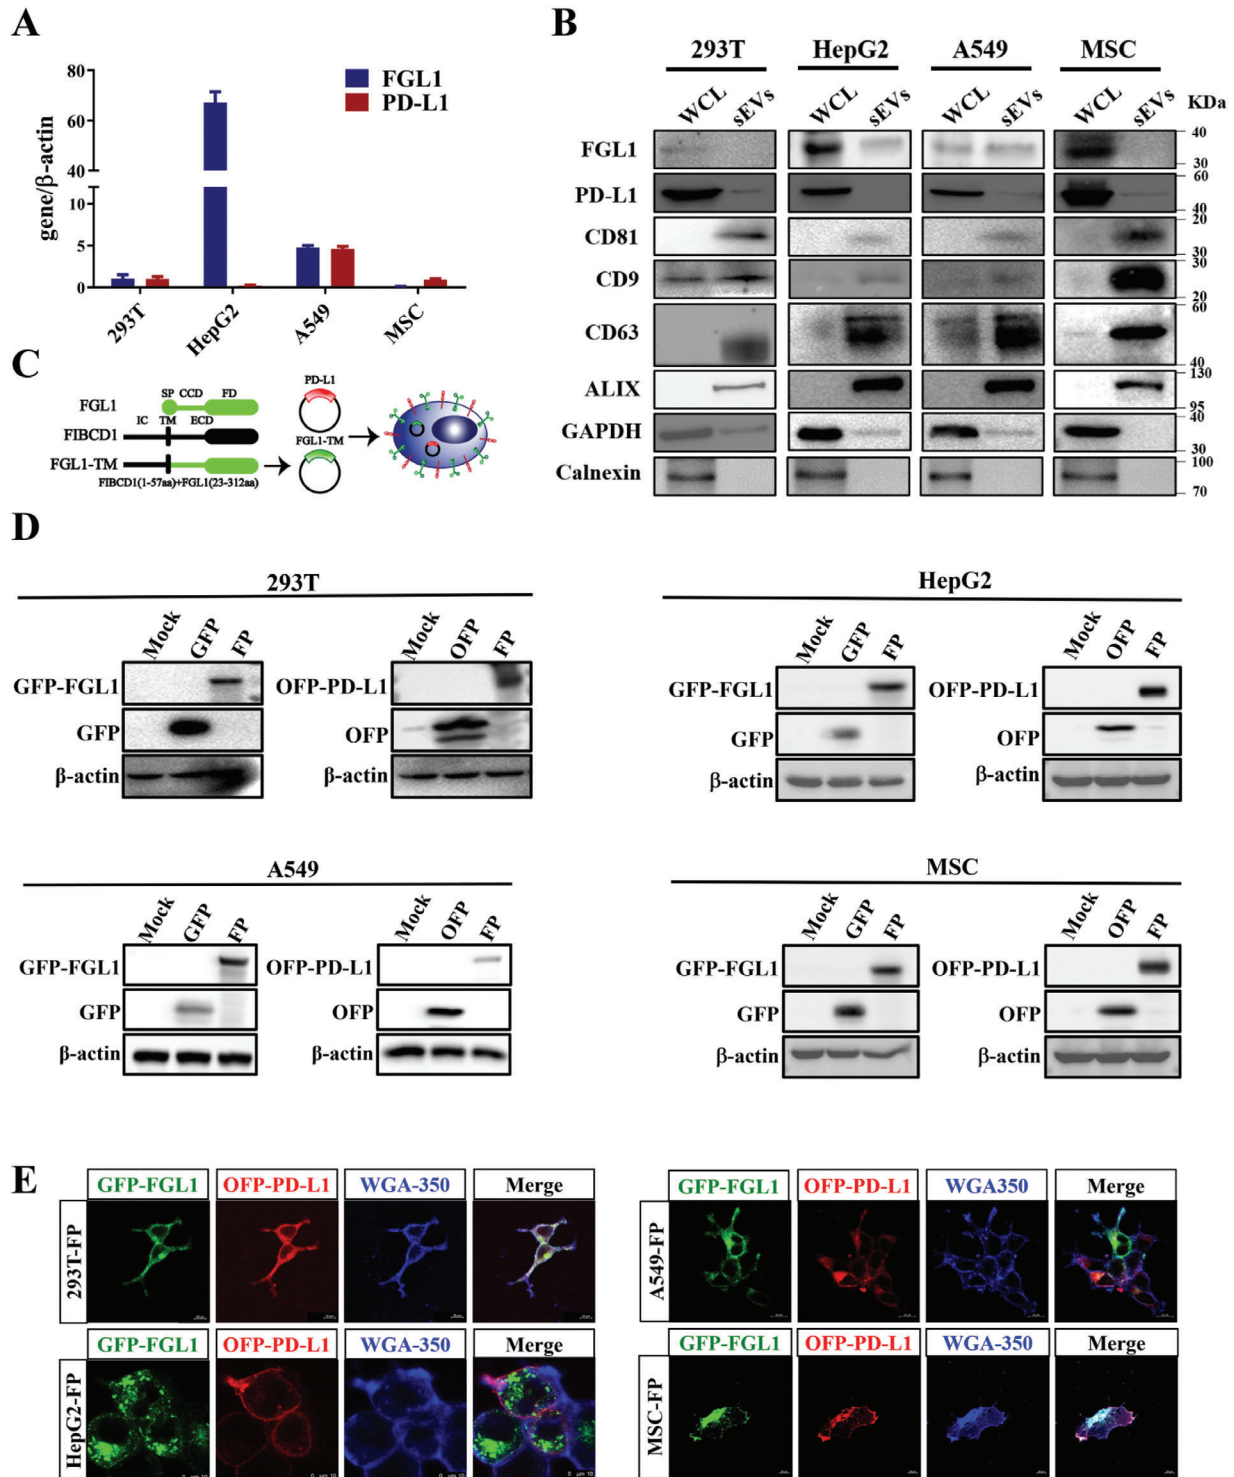 A
80
60
40
10
5
0
gene/β-actin
FGL1
PD-L1
293T
HepG2
A549
MSC
B
293T HepG2 A549 MSC
WCL sEVs WCL sEVs WCL sEVs WCL sEVs KDa
FGL1 40
30
PD-L1 60
40
CD81 20
30
CD9 30
20
CD63 60
40
ALIX 130
95
GAPDH 40
30
Calnexin 100
70
C
SP CCD FD
FGL1
IC TM ECD
FIBCD1
FGL1-TM
FIBCD1(1-57aa)+FGL1(23-312aa)
PD-L1
FGL1-TM
D
293T
Mock GFP FP
GFP-FGL1
GFP
β-actin
Mock OFP FP
OFP-PD-L1
OFP
β-actin
HepG2
Mock GFP FP
GFP-FGL1
GFP
β-actin
Mock OFP FP
OFP-PD-L1
OFP
β-actin
A549
Mock GFP FP
GFP-FGL1
GFP
β-actin
Mock OFP FP
OFP-PD-L1
OFP
β-actin
MSC
Mock GFP FP
GFP-FGL1
GFP
β-actin
Mock OFP FP
OFP-PD-L1
OFP
β-actin
E
GFP-FGL1 OFP-PD-L1 WGA-350 Merge
293T-FP
GFP-FGL1 OFP-PD-L1 WGA-350 Merge
HepG2-FP
GFP-FGL1 OFP-PD-L1 WGA350 Merge
A549-FP
GFP-FGL1 OFP-PD-L1 WGA-350 Merge
MSC-FP